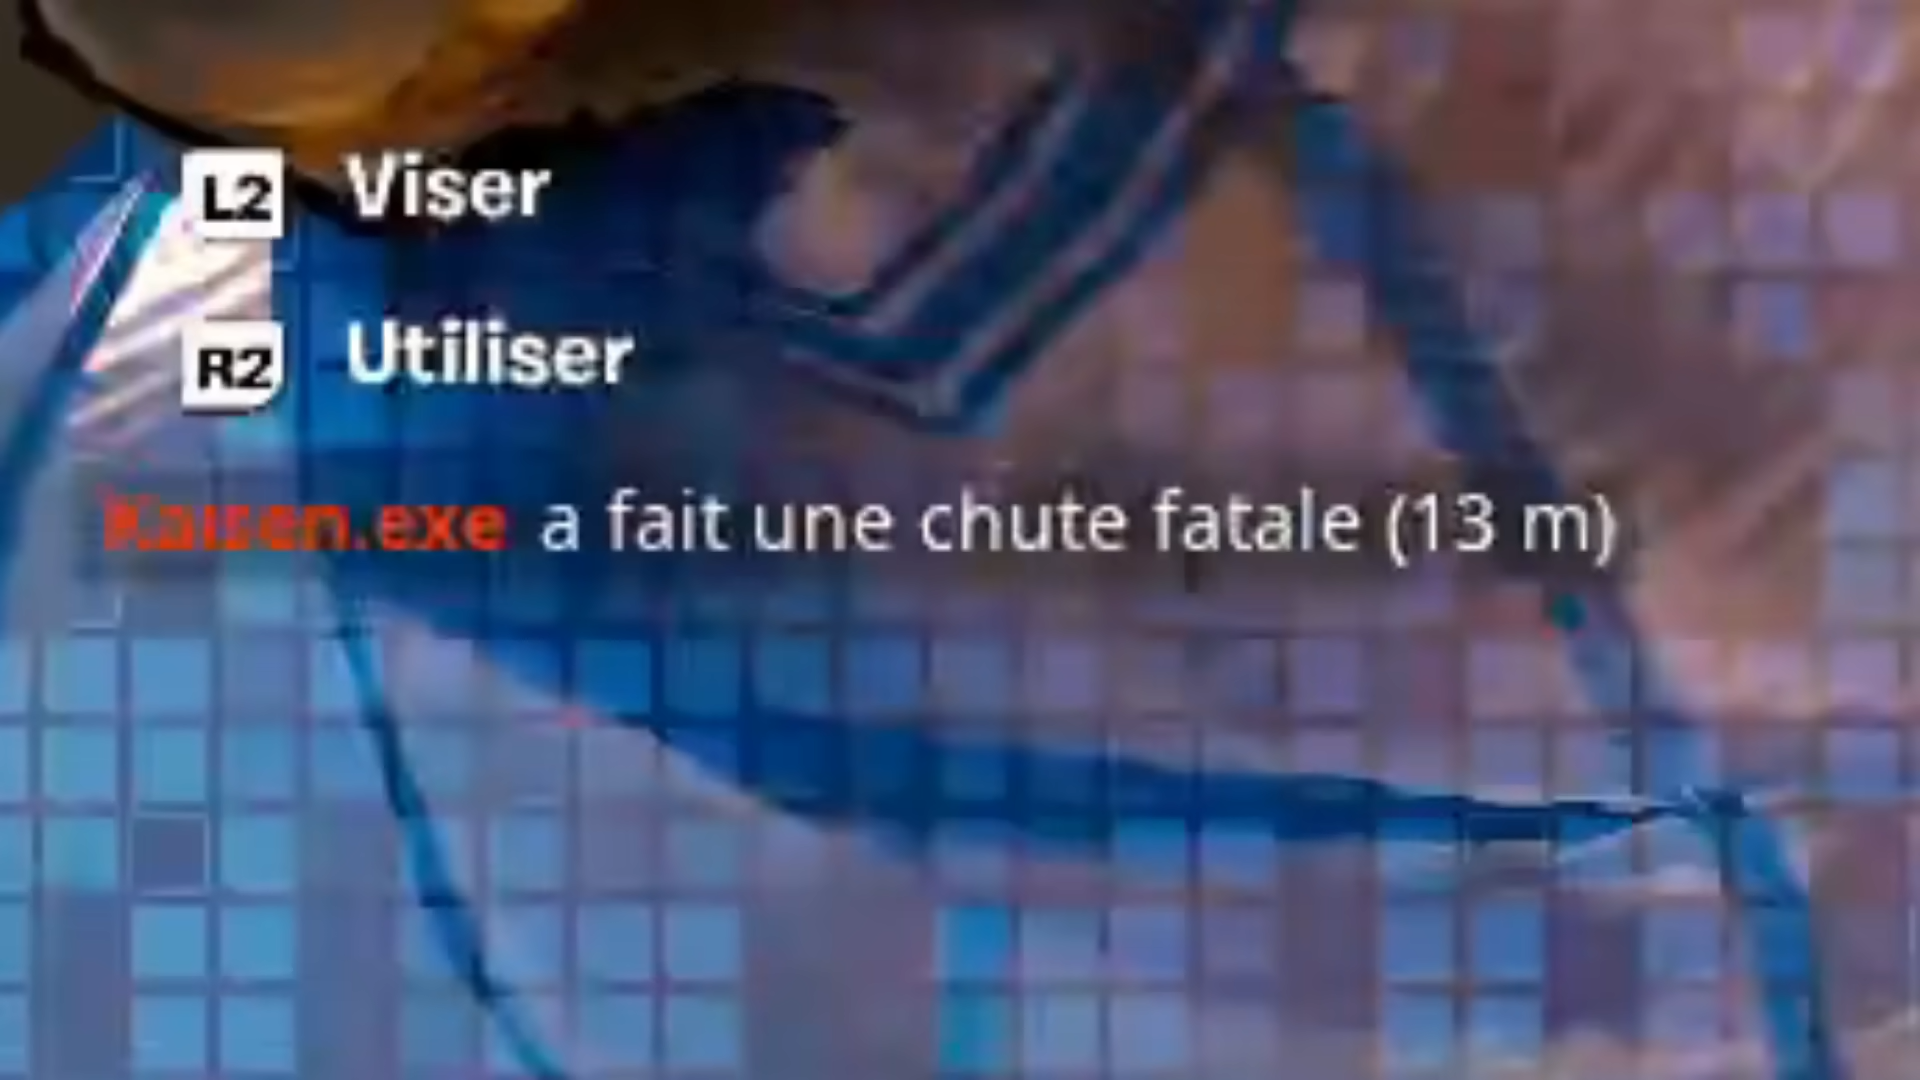 L2 Viser
R2 Utiliser
Kaisen.exe a fait une chute fatale (13 m)